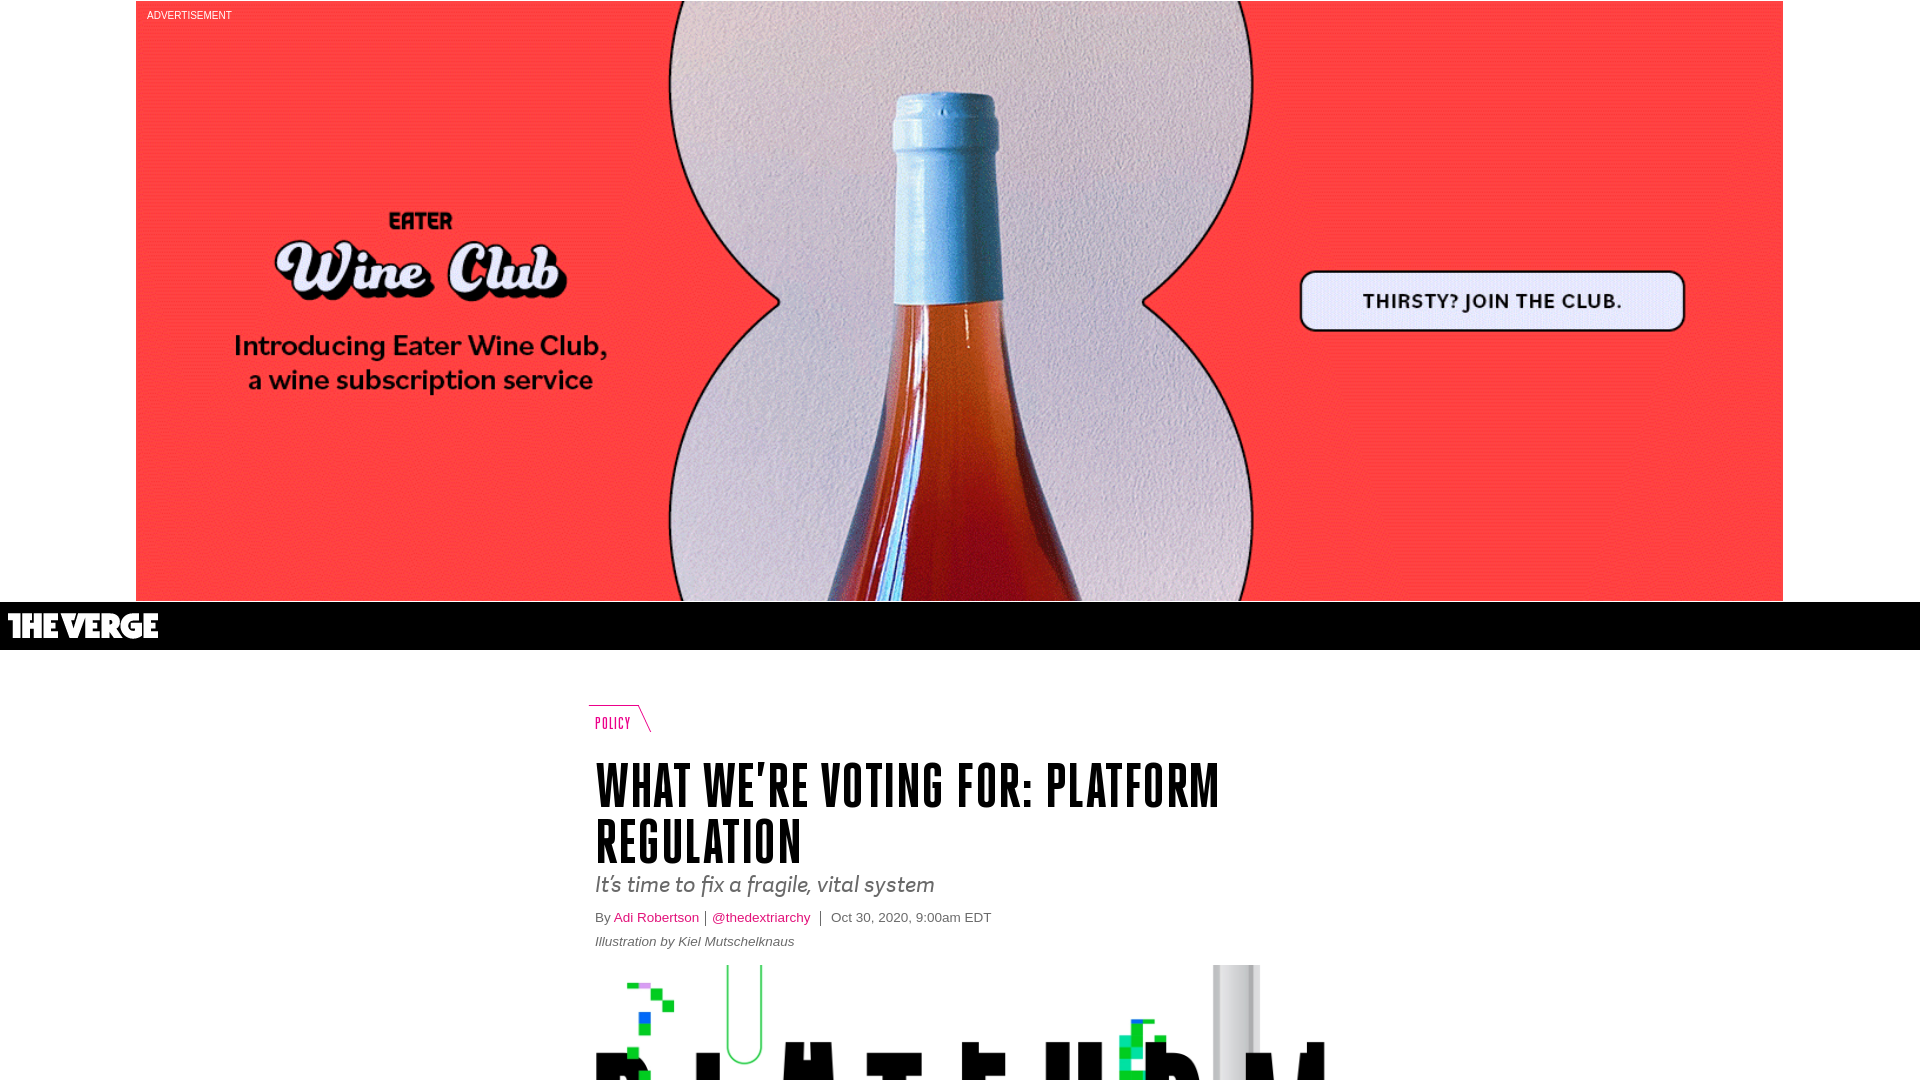 ADVERTISEMENT
EATER
Wine Club
Introducing Eater Wine Club,
a wine subscription service
THIRSTY? JOIN THE CLUB.
THE VERGE
POLICY
WHAT WE'RE VOTING FOR: PLATFORM
REGULATION
It's time to fix a fragile, vital system
By Adi Robertson | @thedextriarchy | Oct 30, 2020, 9:00am EDT
Illustration by Kiel Mutschelknaus